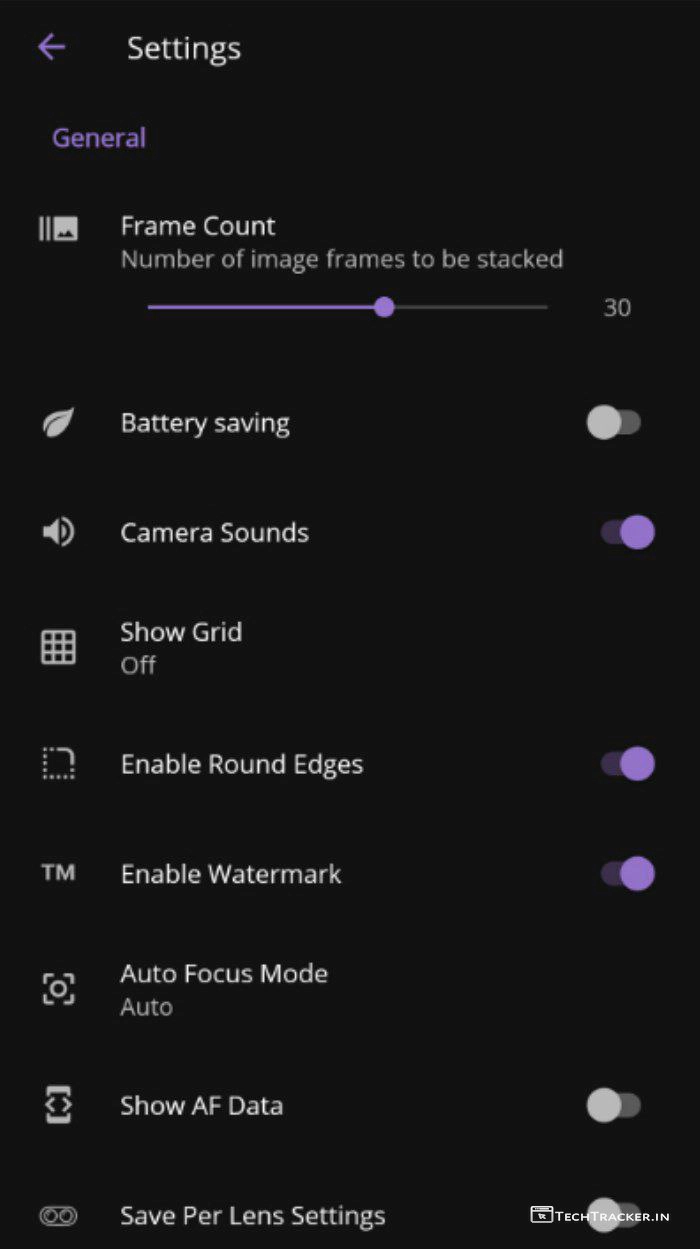 Settings
General
Frame Count
Number of image frames to be stacked
30
Battery saving
Camera Sounds
Show Grid
Off
Enable Round Edges
TM
Enable Watermark
Auto Focus Mode
Auto
Show AF Data
Save Per Lens Settings
TECHTRACKER.IN